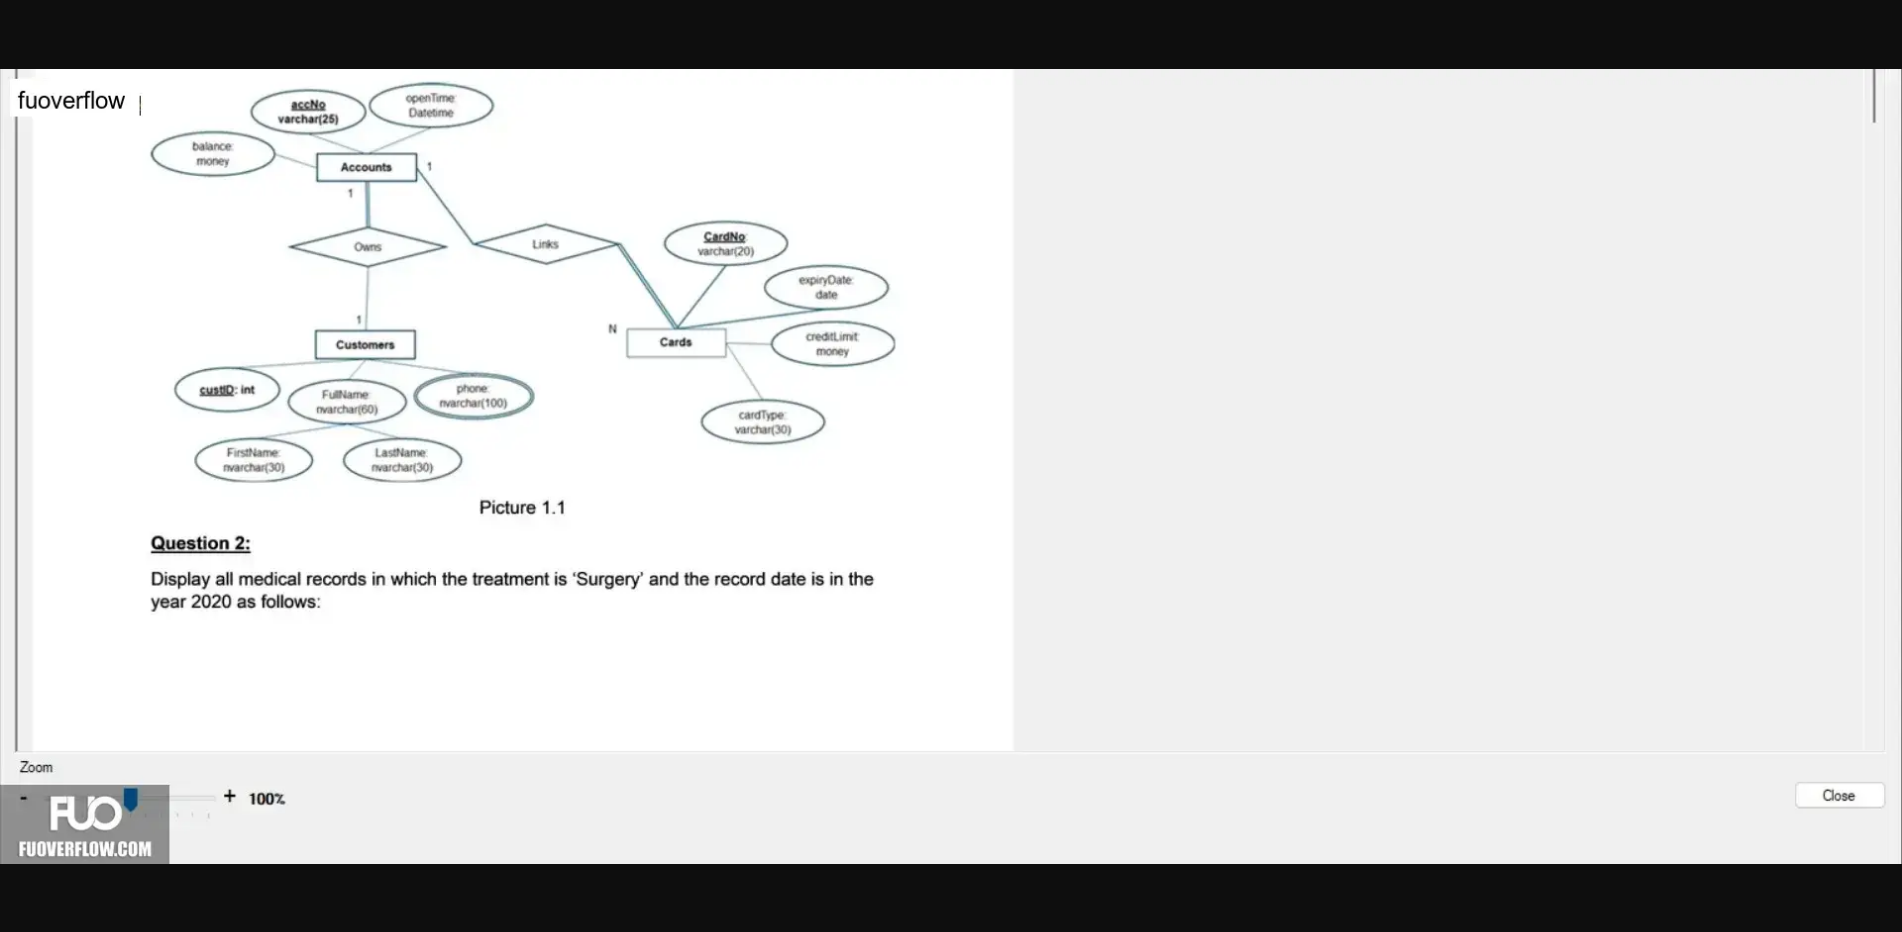 fuoverflow
accNo
varchar(25)
openTime:
Datetime
balance:
money
Accounts
1
1
Owns
Links
CardNo:
varchar(20)
expiryDate:
date
1
N
Customers
Cards
creditLimit:
money
custID: int
FullName:
nvarchar(60)
phone:
nvarchar(100)
cardType:
varchar(30)
FirstName:
nvarchar(30)
LastName:
nvarchar(30)
Picture 1.1
Question 2:
Display all medical records in which the treatment is ‘Surgery’ and the record date is in the
year 2020 as follows:
Zoom
- + 100%
Close
FUO
FUOVERFLOW.COM